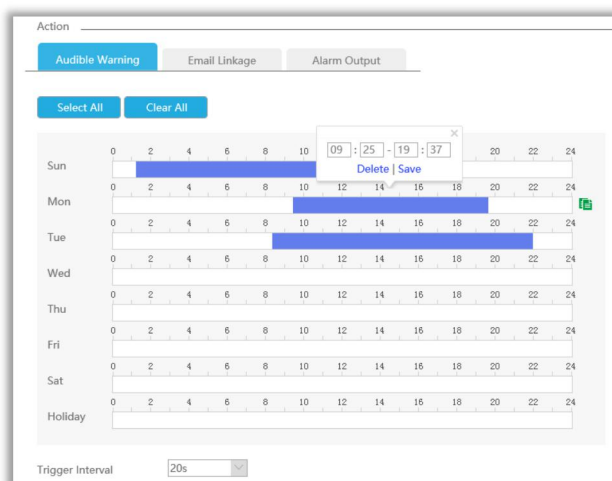 Action
Audible Warning Email Linkage Alarm Output
Select All Clear All
09 : 25 - 19 : 37
Delete | Save
0 2 4 6 8 10 20 22 24
Sun
0 2 4 6 8 10 12 14 16 18 20 22 24
Mon
0 2 4 6 8 10 12 14 16 18 20 22 24
Tue
0 2 4 6 8 10 12 14 16 18 20 22 24
Wed
0 2 4 6 8 10 12 14 16 18 20 22 24
Thu
0 2 4 6 8 10 12 14 16 18 20 22 24
Fri
0 2 4 6 8 10 12 14 16 18 20 22 24
Sat
0 2 4 6 8 10 12 14 16 18 20 22 24
Holiday
Trigger Interval 20s